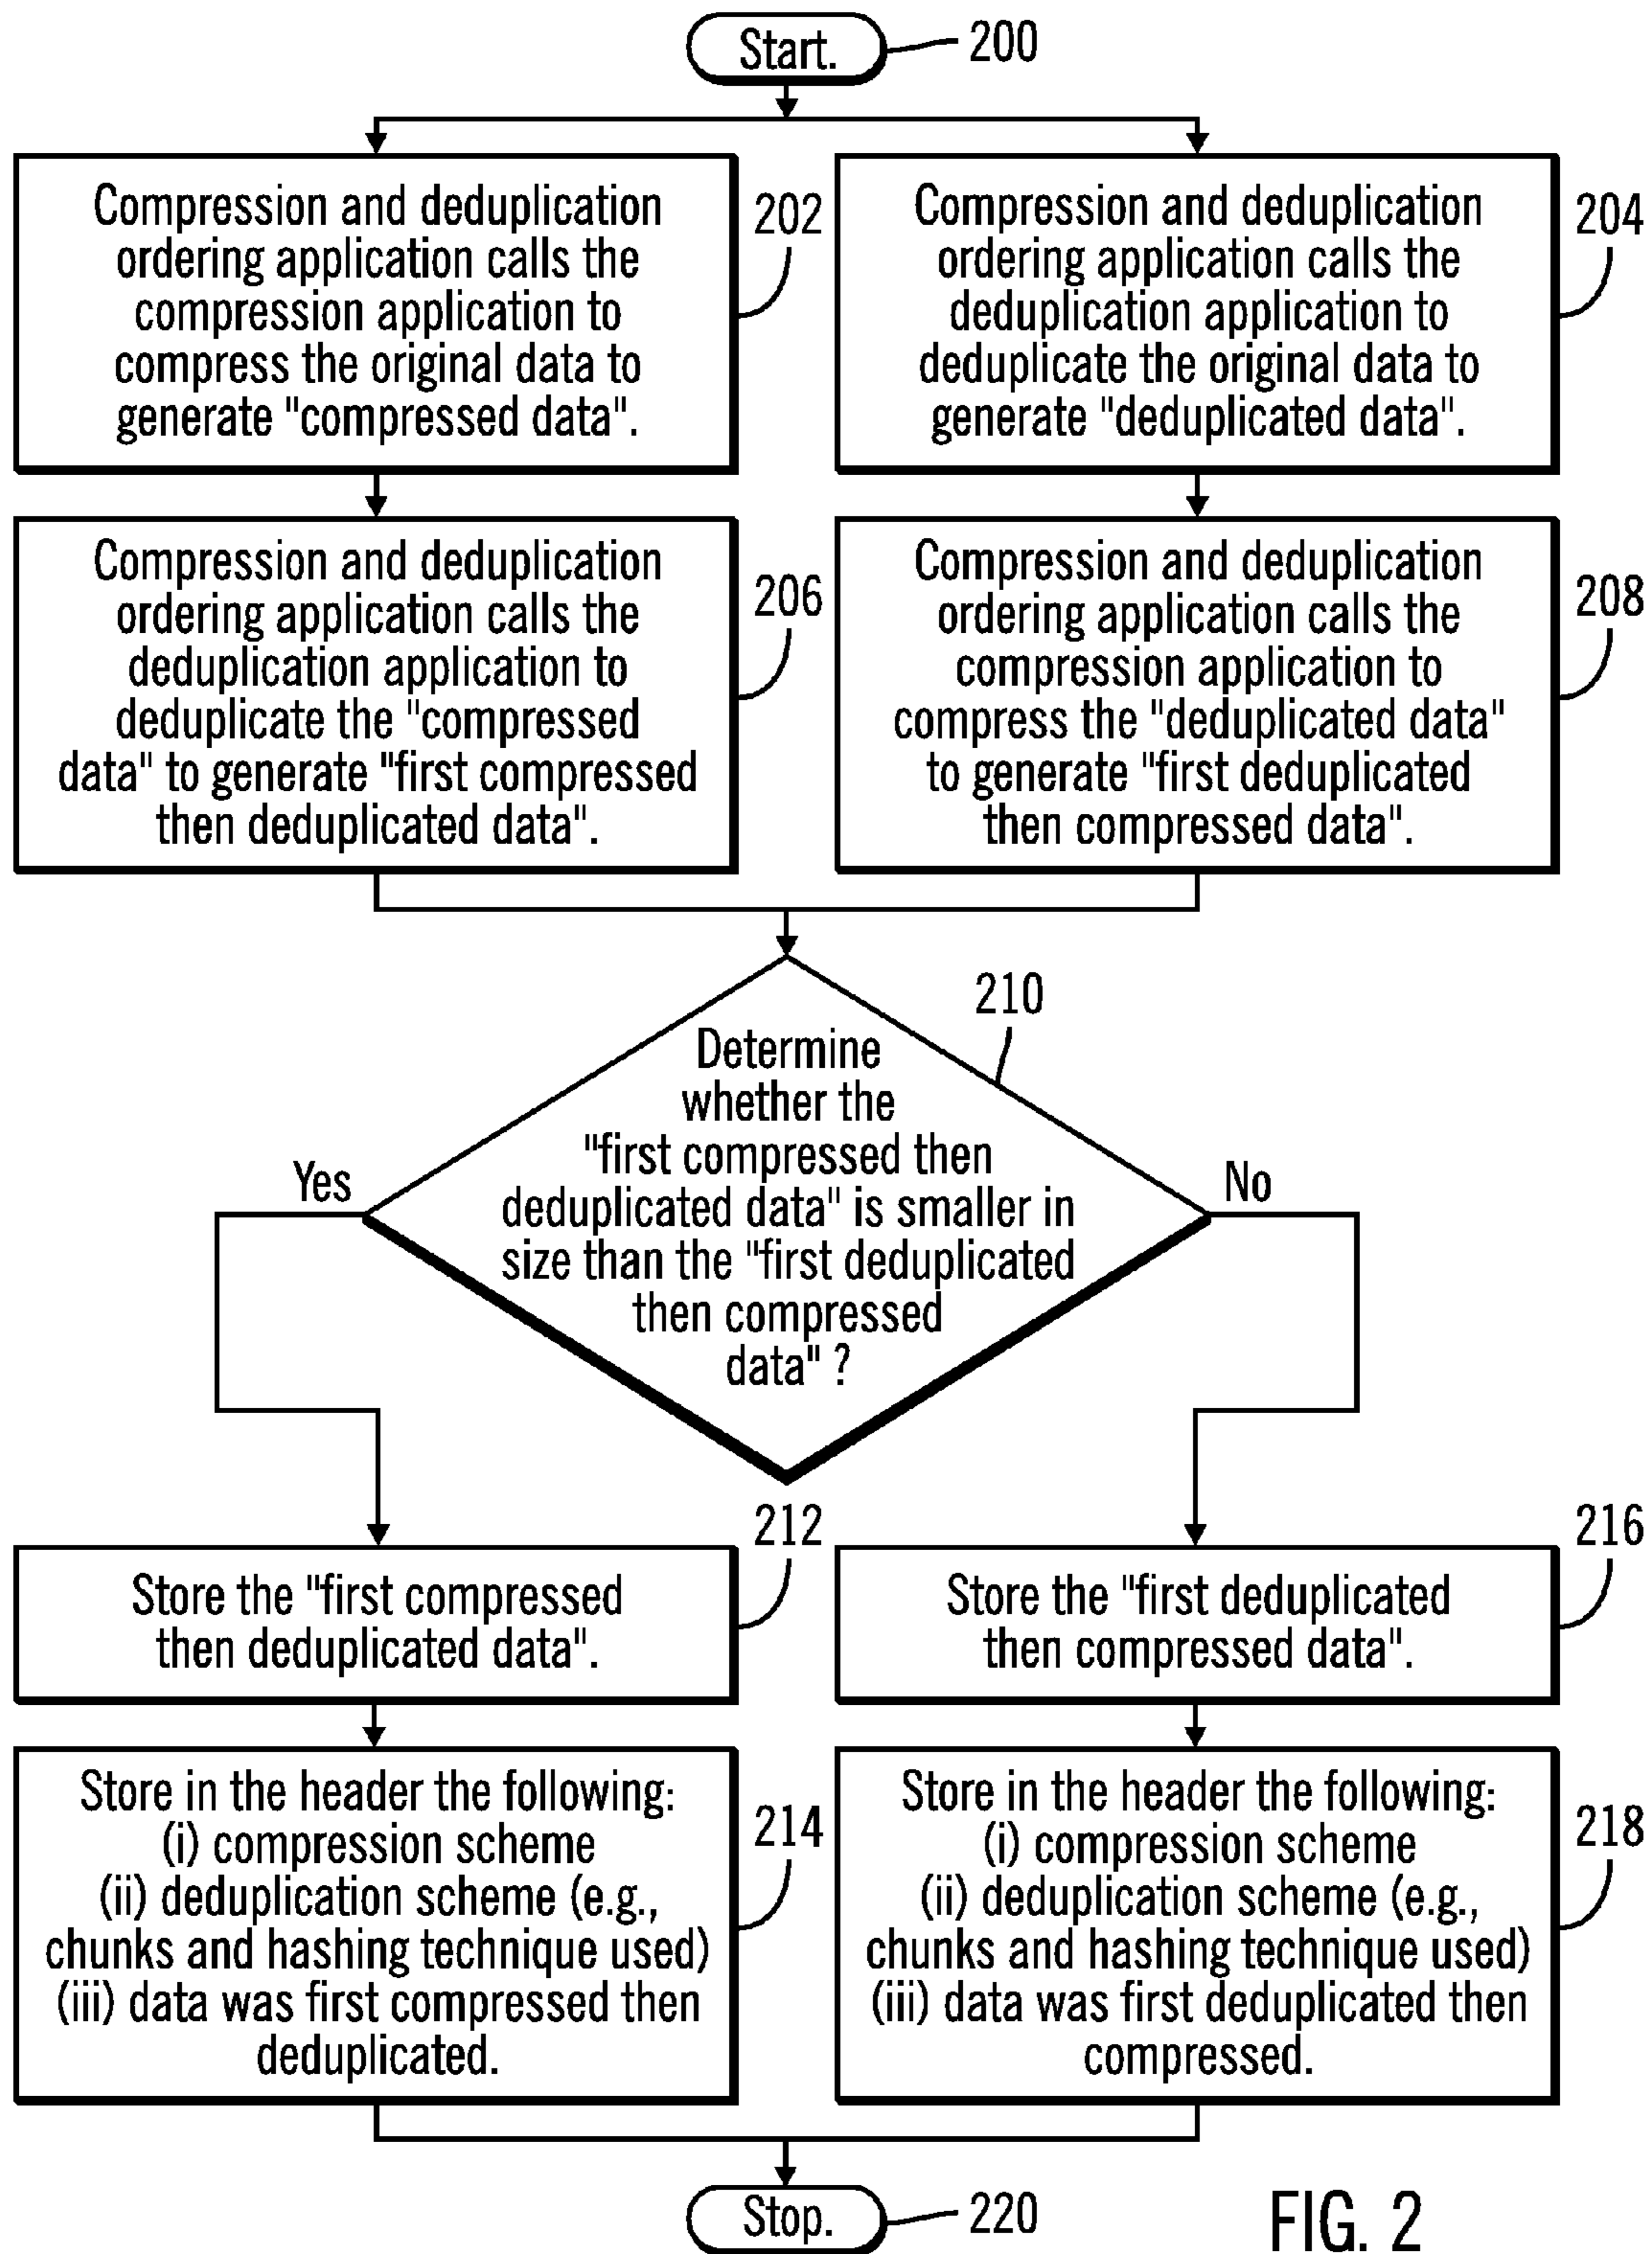 Start.
200
Compression and deduplication
ordering application calls the
compression application to
compress the original data to
generate "compressed data".
202
Compression and deduplication
ordering application calls the
deduplication application to
deduplicate the original data to
generate "deduplicated data".
204
Compression and deduplication
ordering application calls the
deduplication application to
deduplicate the "compressed
data" to generate "first compressed
then deduplicated data".
206
Compression and deduplication
ordering application calls the
compression application to
compress the "deduplicated data"
to generate "first deduplicated
then compressed data".
208
210
Determine
whether the
"first compressed then
deduplicated data" is smaller in
size than the "first deduplicated
then compressed
data" ?
Yes
No
Store the "first compressed
then deduplicated data".
212
Store the "first deduplicated
then compressed data".
216
Store in the header the following:
(i) compression scheme
(ii) deduplication scheme (e.g.,
chunks and hashing technique used)
(iii) data was first compressed then
deduplicated.
214
Store in the header the following:
(i) compression scheme
(ii) deduplication scheme (e.g.,
chunks and hashing technique used)
(iii) data was first deduplicated then
compressed.
218
Stop.
220
FIG. 2